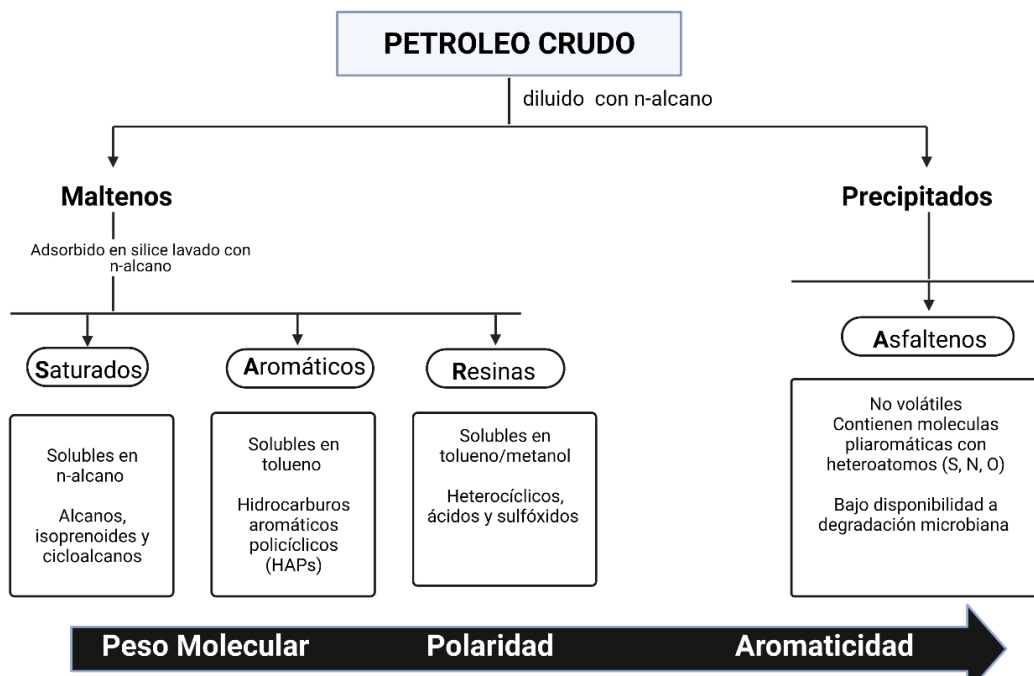 PETROLEO CRUDO
diluido con n-alcano
Maltenos
Precipitados
Adsorbido en silice lavado con
n-alcano
Saturados
Aromáticos
Resinas
Asfaltenos
Solubles en
n-alcano
Alcanos,
isoprenoides y
cicloalcanos
Solubles en
tolueno
Hidrocarburos
aromáticos
policíclicos
(HAPs)
Solubles en
tolueno/metanol
Heterocíclicos,
ácidos y sulfóxidos
No volátiles
Contienen moleculas
pliaromáticas con
heteroatomos (S, N, O)
Bajo disponibilidad a
degradación microbiana
Peso Molecular
Polaridad
Aromaticidad